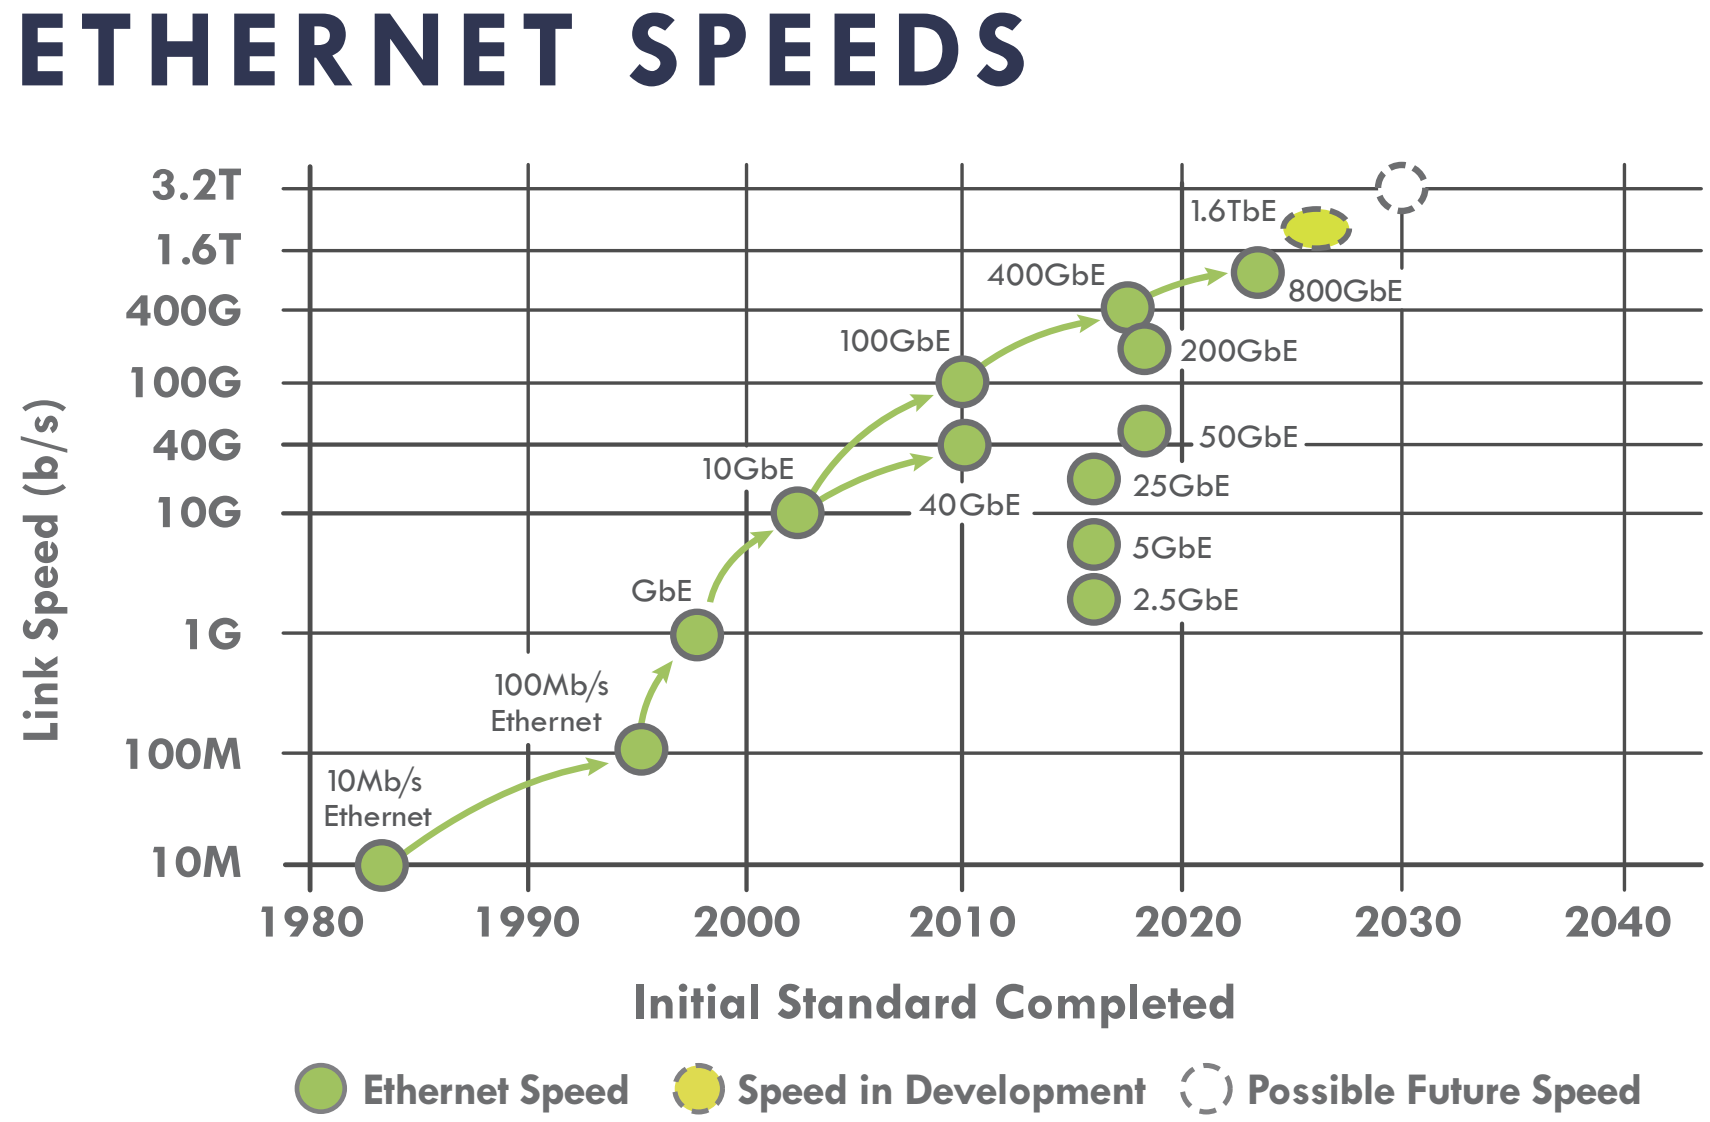 ETHERNET SPEEDS
Link Speed (b/s)
3.2T
1.6T
400G
100G
40G
10G
1G
100M
10M
1.6TbE
400GbE
800GbE
100GbE
200GbE
50GbE
10GbE
25GbE
40GbE
5GbE
GbE
2.5GbE
100Mb/s
Ethernet
10Mb/s
Ethernet
1980
1990
2000
2010
2020
2030
2040
Initial Standard Completed
Ethernet Speed
Speed in Development
Possible Future Speed